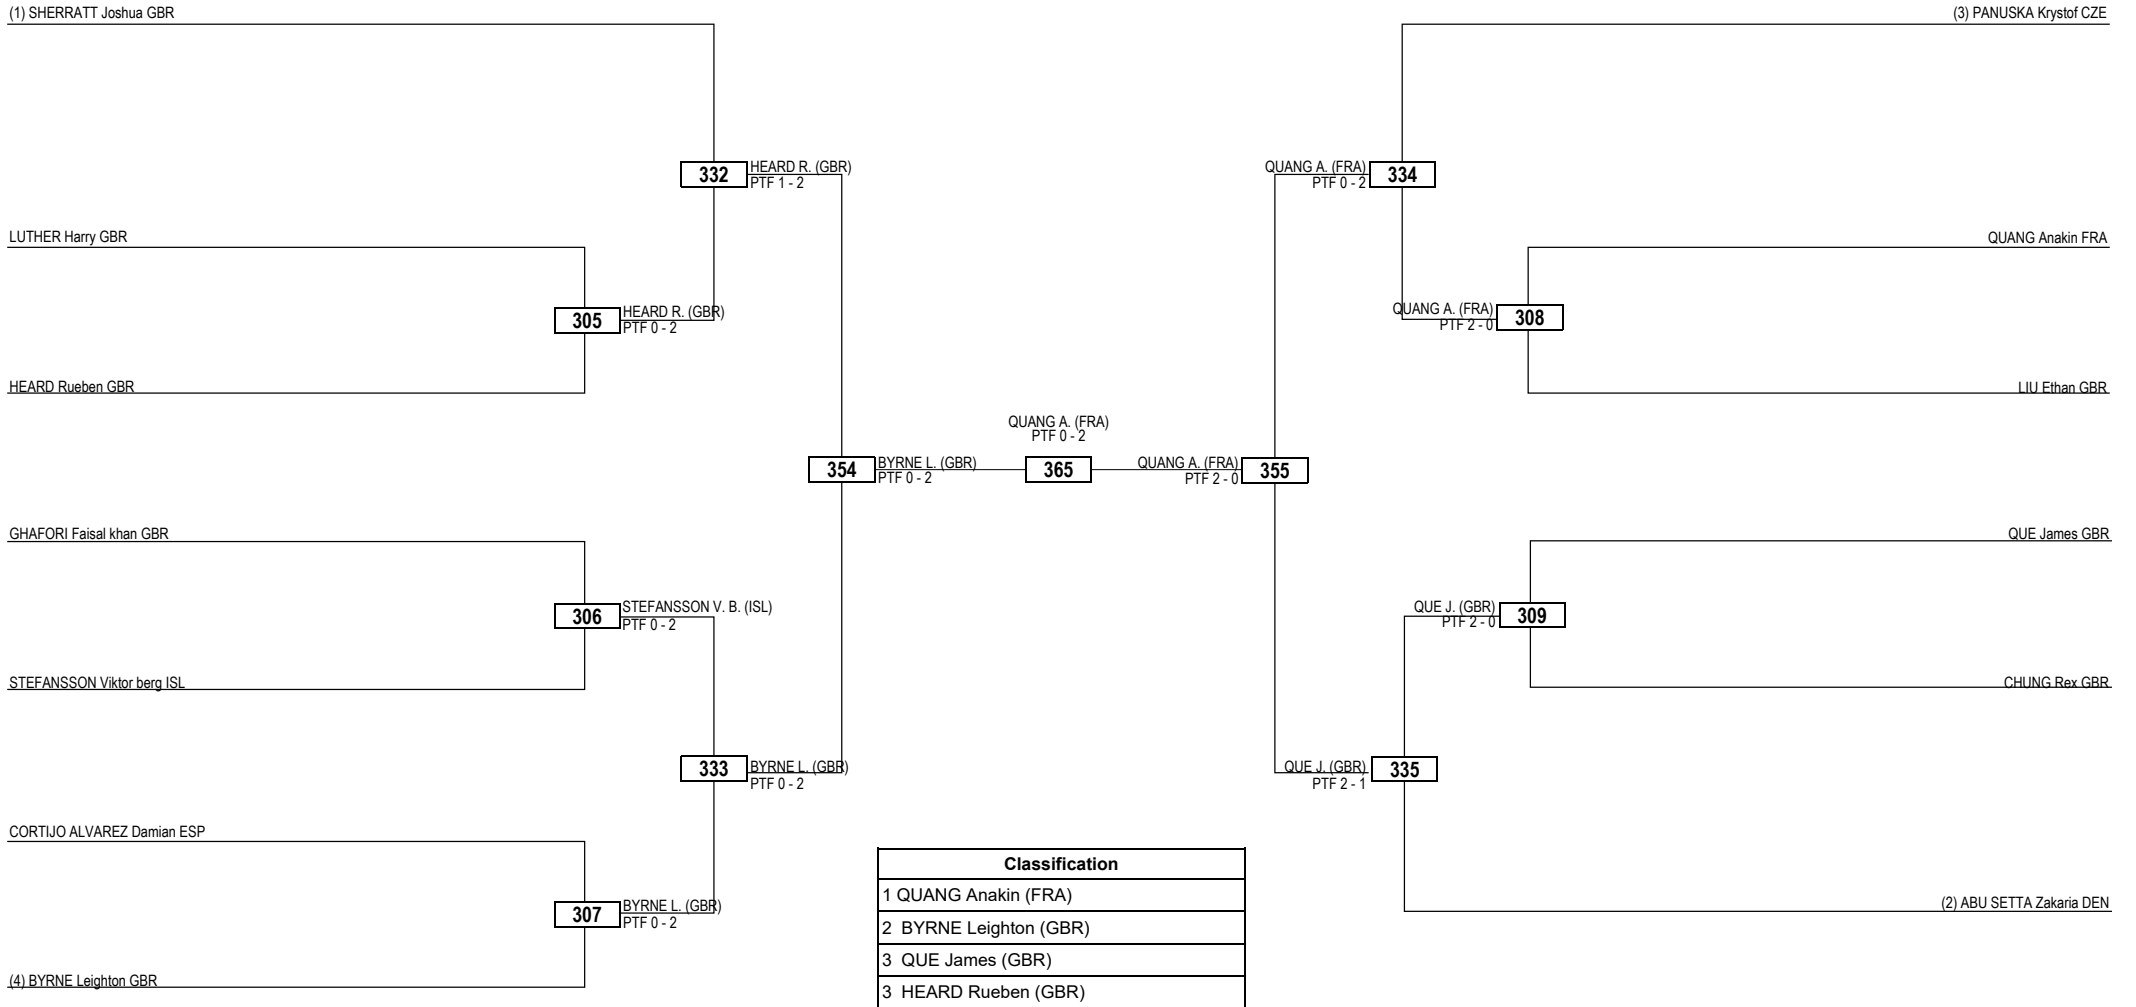 (1) SHERRATT Joshua GBR
(3) PANUSKA Krystof CZE
332
HEARD R. (GBR)
PTF 1 - 2
QUANG A. (FRA)
PTF 0 - 2
334
LUTHER Harry GBR
QUANG Anakin FRA
305
HEARD R. (GBR)
PTF 0 - 2
QUANG A. (FRA)
PTF 2 - 0
308
HEARD Rueben GBR
LIU Ethan GBR
QUANG A. (FRA)
PTF 0 - 2
354
BYRNE L. (GBR)
PTF 0 - 2
365
QUANG A. (FRA)
PTF 2 - 0
355
GHAFORI Faisal khan GBR
QUE James GBR
306
STEFANSSON V. B. (ISL)
PTF 0 - 2
QUE J. (GBR)
PTF 2 - 0
309
STEFANSSON Viktor berg ISL
CHUNG Rex GBR
333
BYRNE L. (GBR)
PTF 0 - 2
QUE J. (GBR)
PTF 2 - 1
335
CORTIJO ALVAREZ Damian ESP
307
BYRNE L. (GBR)
PTF 0 - 2
(2) ABU SETTA Zakaria DEN
(4) BYRNE Leighton GBR
Classification
1 QUANG Anakin (FRA)
2 BYRNE Leighton (GBR)
3 QUE James (GBR)
3 HEARD Rueben (GBR)